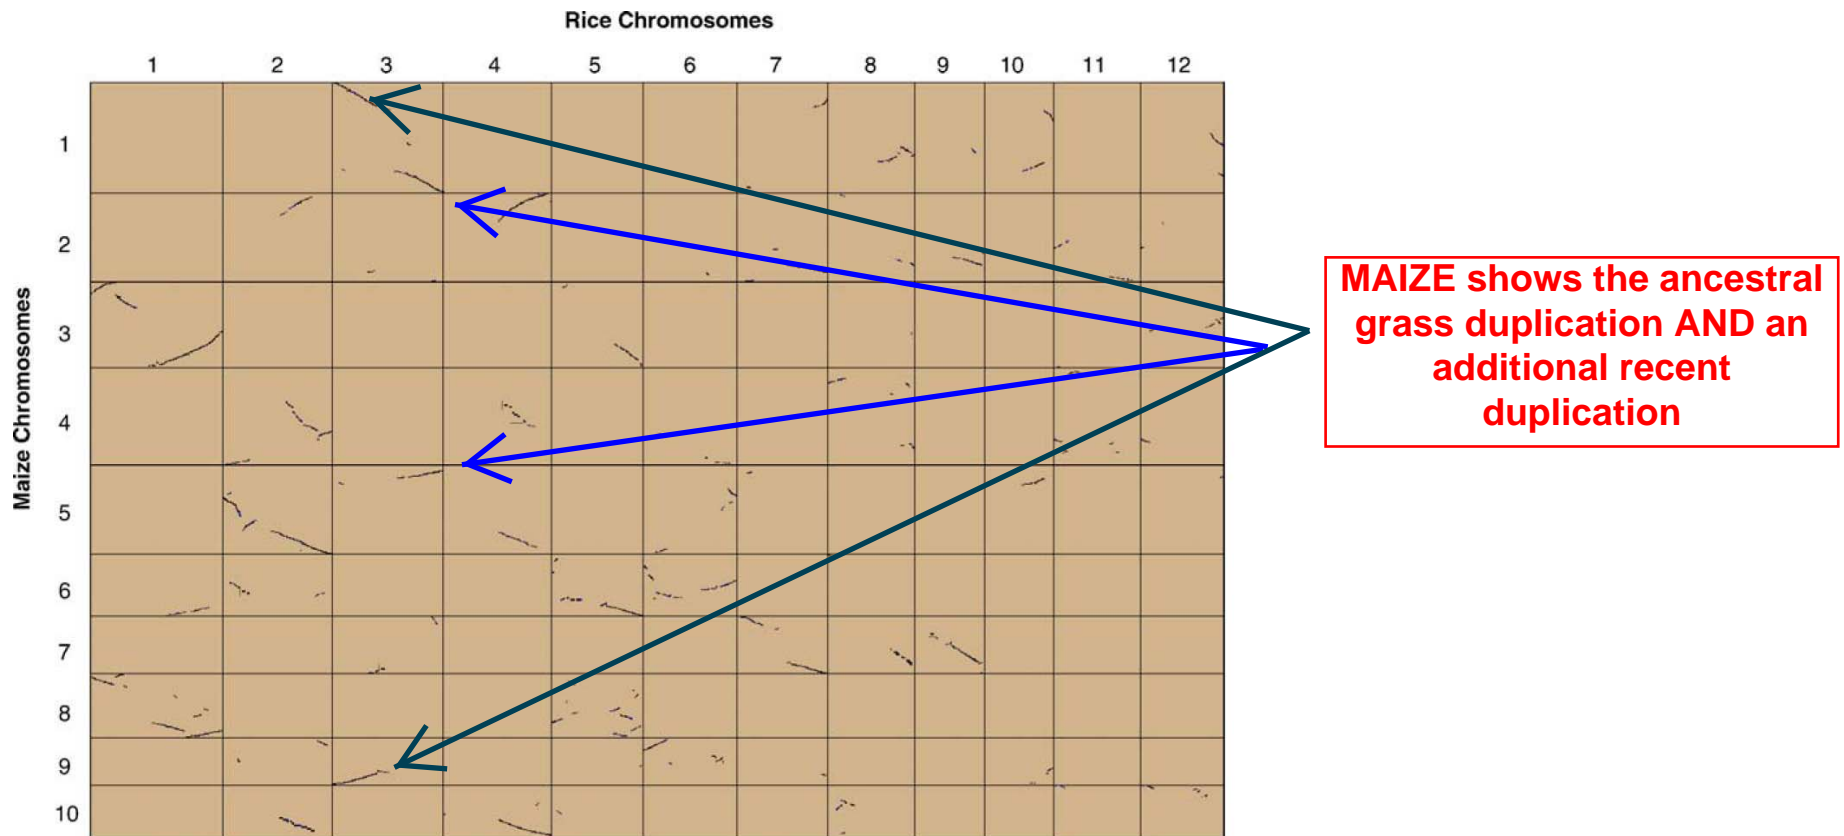 Rice Chromosomes
1 2 3 4 5 6 7 8 9 10 11 12
Maize Chromosomes
1
2
3
4
5
6
7
8
9
10
MAIZE shows the ancestral
grass duplication AND an
additional recent
duplication